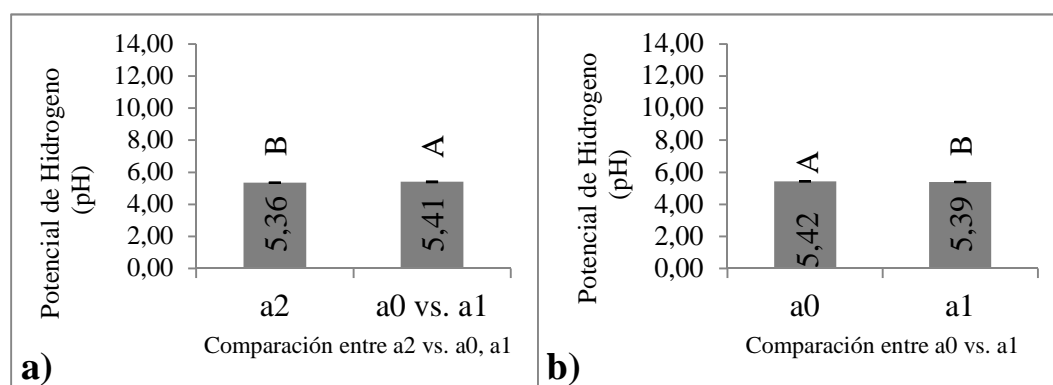 Potencial de Hidrogeno
(pH)
14,00
12,00
10,00
8,00
6,00
4,00
2,00
0,00
B
A
5,36
5,41
a2
a0 vs. a1
Comparación entre a2 vs. a0, a1
a)
Potencial de Hidrogeno
(pH)
14,00
12,00
10,00
8,00
6,00
4,00
2,00
0,00
A
B
5,42
5,39
a0
a1
Comparación entre a0 vs. a1
b)